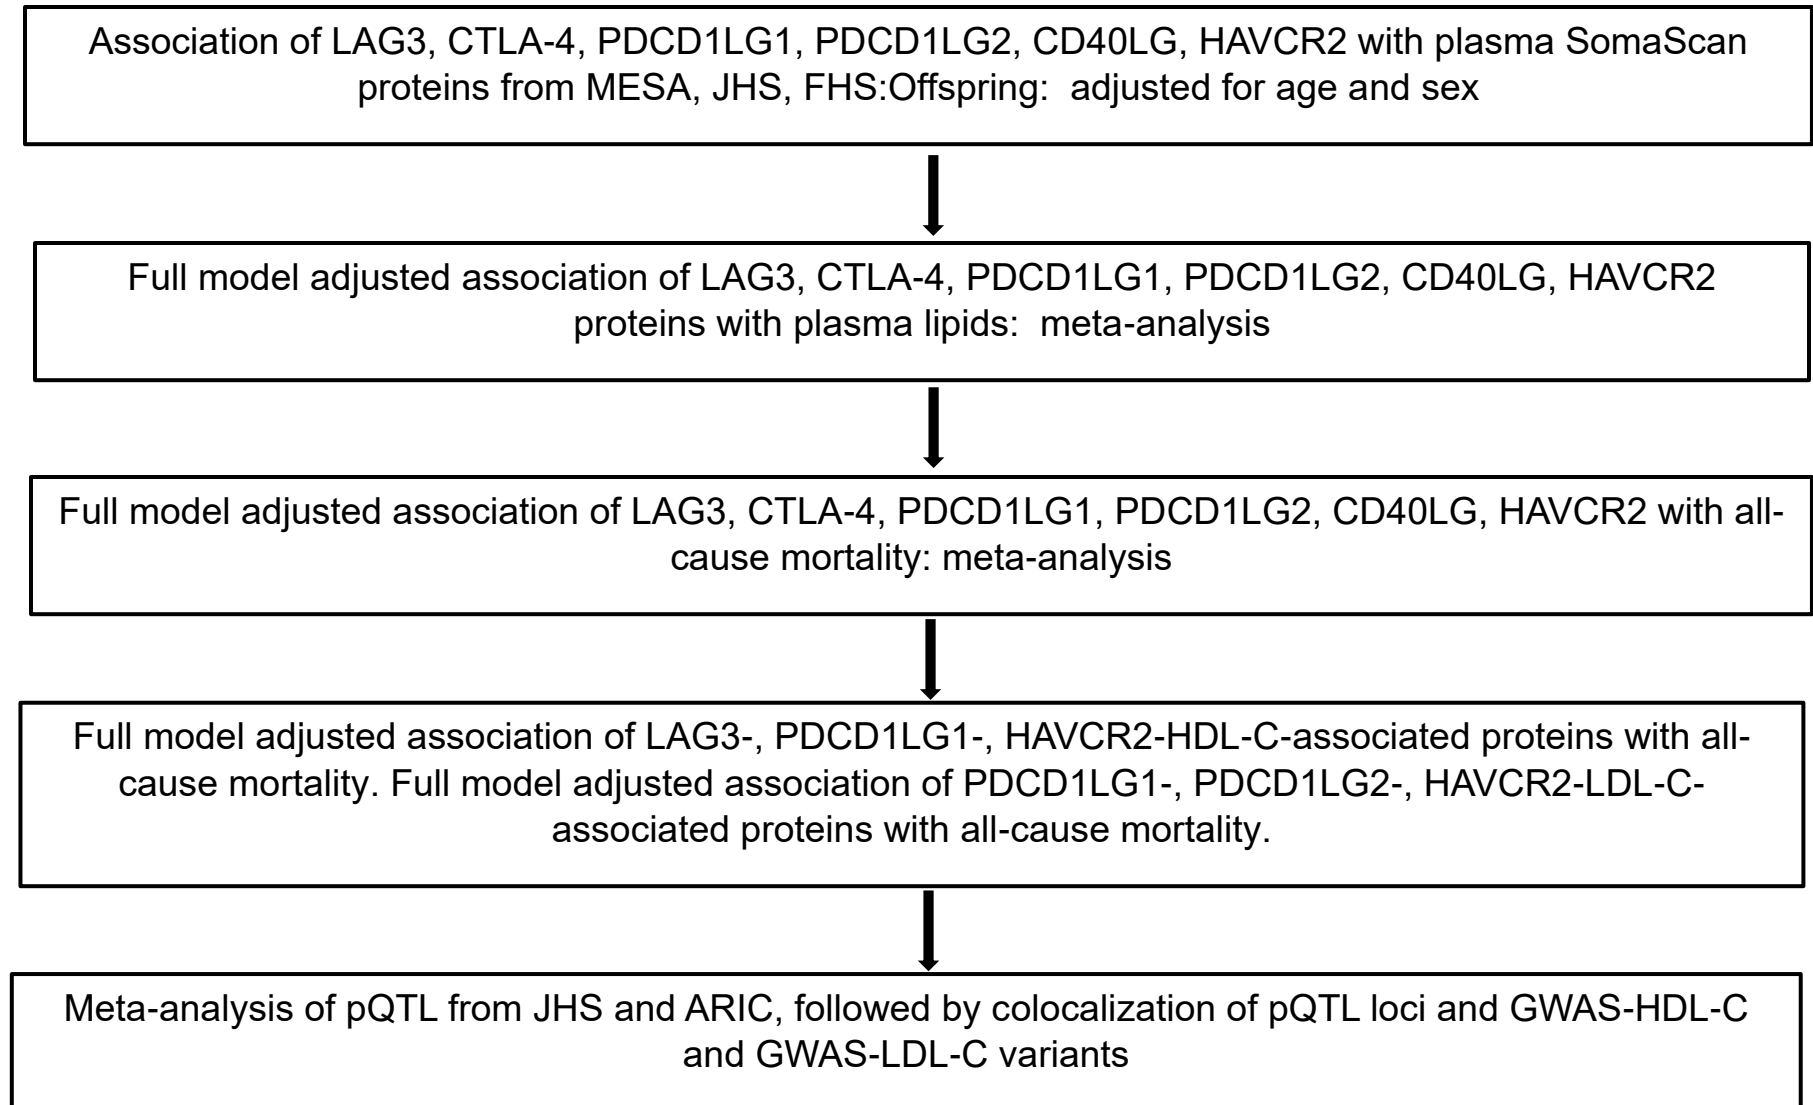 Association of LAG3, CTLA-4, PDCD1LG1, PDCD1LG2, CD40LG, HAVCR2 with plasma SomaScan
proteins from MESA, JHS, FHS:Offspring:  adjusted for age and sex
Full model adjusted association of LAG3, CTLA-4, PDCD1LG1, PDCD1LG2, CD40LG, HAVCR2
proteins with plasma lipids:  meta-analysis
Full model adjusted association of LAG3, CTLA-4, PDCD1LG1, PDCD1LG2, CD40LG, HAVCR2 with all-
cause mortality: meta-analysis
Full model adjusted association of LAG3-, PDCD1LG1-, HAVCR2-HDL-C-associated proteins with all-
cause mortality. Full model adjusted association of PDCD1LG1-, PDCD1LG2-, HAVCR2-LDL-C-
associated proteins with all-cause mortality.
Meta-analysis of pQTL from JHS and ARIC, followed by colocalization of pQTL loci and GWAS-HDL-C
and GWAS-LDL-C variants